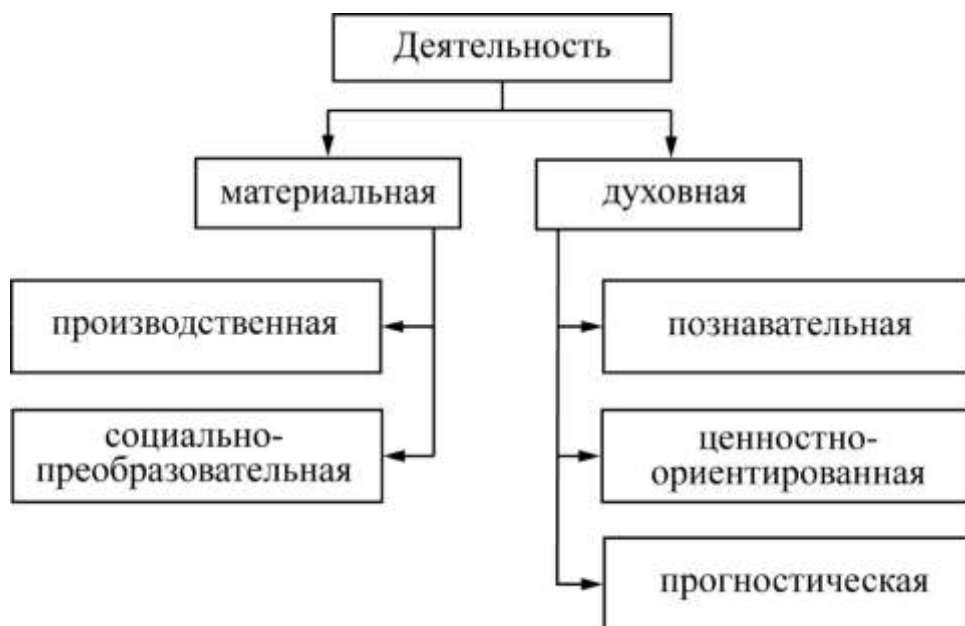 Деятельность
материальная
духовная
производственная
познавательная
социально-
преобразовательная
ценностно-
ориентированная
прогностическая